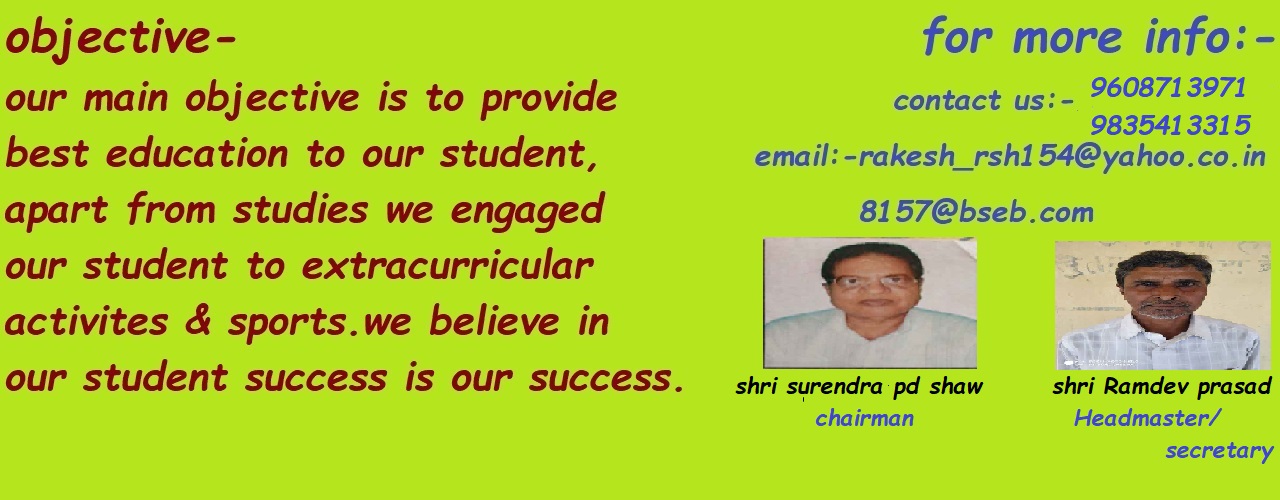 objective-
our main objective is to provide
best education to our student,
apart from studies we engaged
our student to extracurricular
activites & sports.we believe in
our student success is our success.
for more info:-
contact us:- 9608713971
9835413315
email:-rakesh_rsh154@yahoo.co.in
8157@bseb.com
shri surendra pd shaw
chairman
shri Ramdev prasad
Headmaster/
secretary